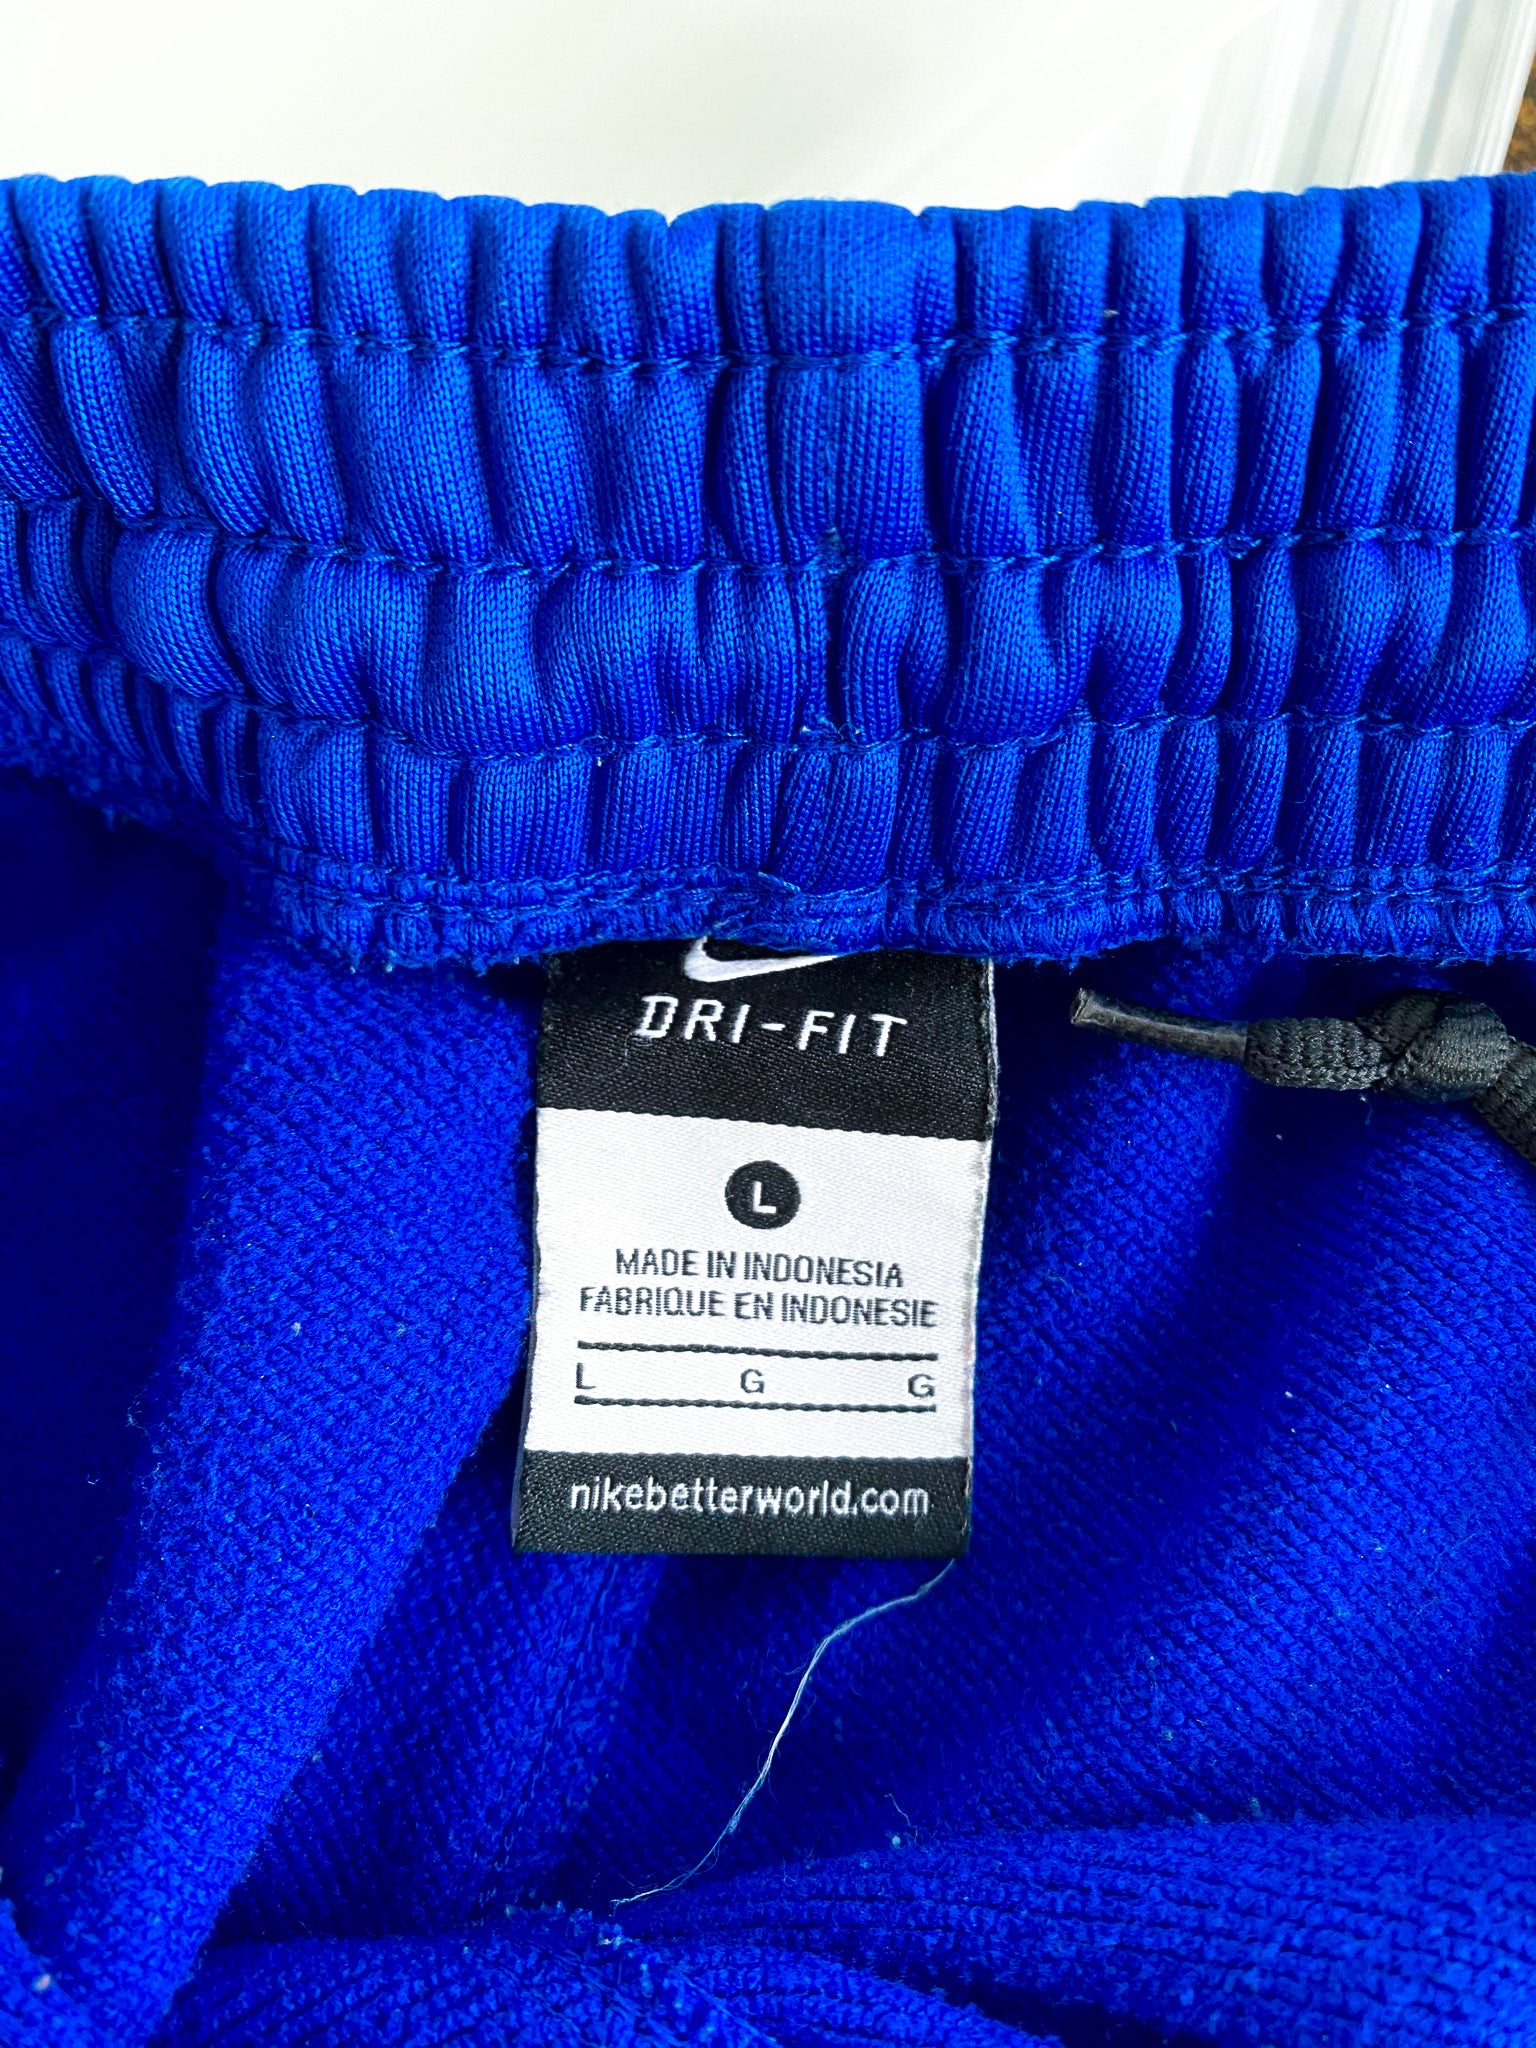 DRI-FIT
L
MADE IN INDONESIA
FABRIQUE EN INDONESIE
L G G
nikebetterworld.com